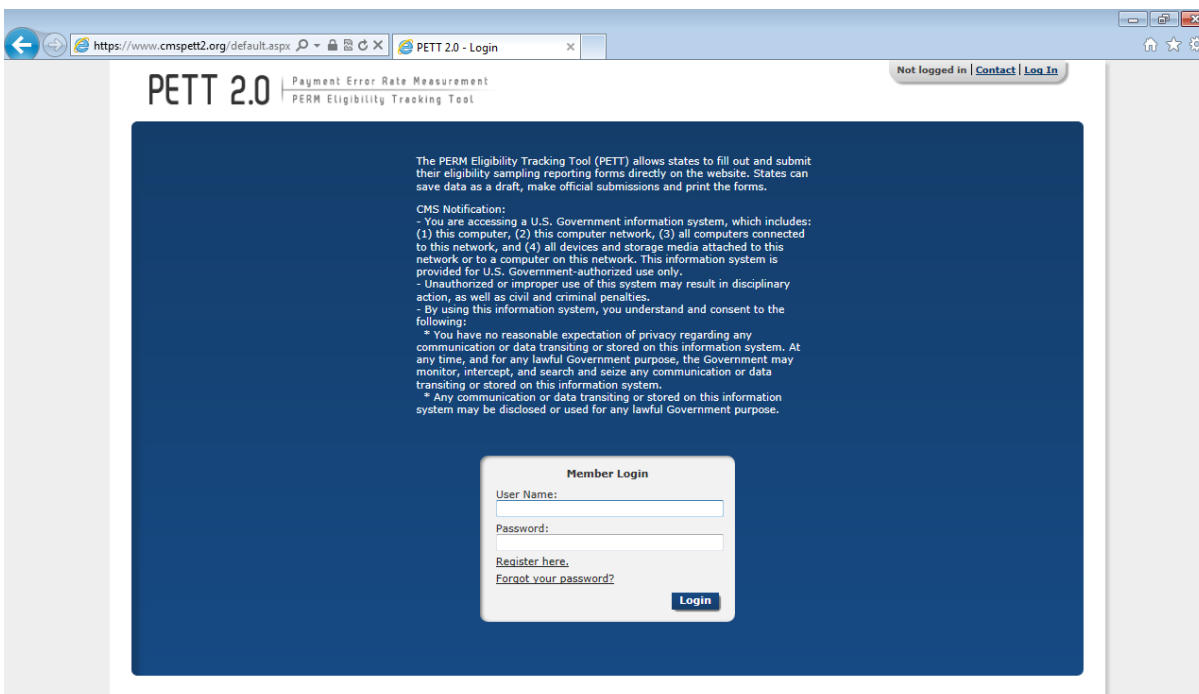 https://www.cmspett2.org/default.aspx
PETT 2.0 - Login
Not logged in | Contact | Log In
PETT 2.0
Payment Error Rate Measurement
PERM Eligibility Tracking Tool
The PERM Eligibility Tracking Tool (PETT) allows states to fill out and submit
their eligibility sampling reporting forms directly on the website. States can
save data as a draft, make official submissions and print the forms.
CMS Notification:
- You are accessing a U.S. Government information system, which includes:
(1) this computer, (2) this computer network, (3) all computers connected
to this network, and (4) all devices and storage media attached to this
network or to a computer on this network. This information system is
provided for U.S. Government-authorized use only.
- Unauthorized or improper use of this system may result in disciplinary
action, as well as civil and criminal penalties.
- By using this information system, you understand and consent to the
following:
* You have no reasonable expectation of privacy regarding any
communication or data transiting or stored on this information system. At
any time, and for any lawful Government purpose, the Government may
monitor, intercept, and search and seize any communication or data
transiting or stored on this information system.
* Any communication or data transiting or stored on this information
system may be disclosed or used for any lawful Government purpose.
Member Login
User Name:
Password:
Register here.
Forgot your password?
Login